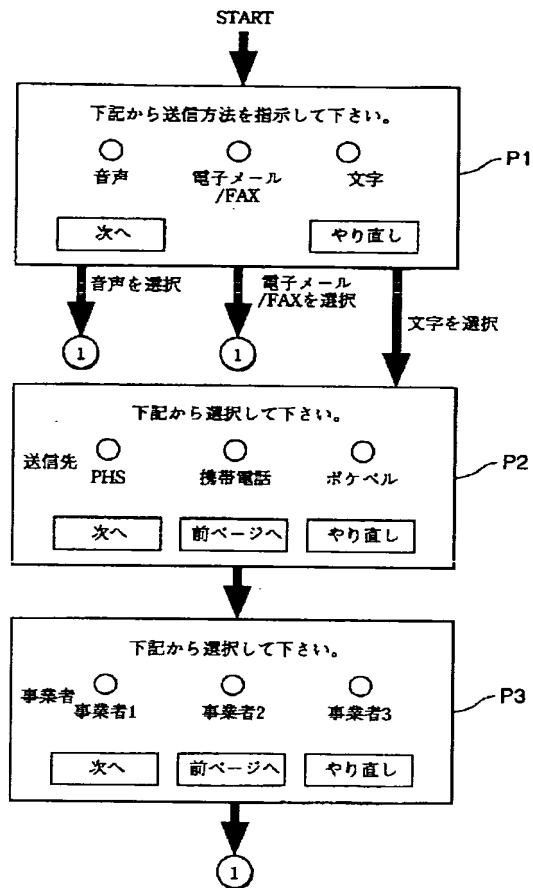 START
下記から送信方法を指示して下さい。
音声
電子メール
/FAX
文字
次へ
やり直し
P1
音声を選択
電子メール
/FAXを選択
文字を選択
1
1
下記から選択して下さい。
送信先
PHS
携帯電話
ポケベル
次へ
前ページへ
やり直し
P2
下記から選択して下さい。
事業者
事業者1
事業者2
事業者3
次へ
前ページへ
やり直し
P3
1